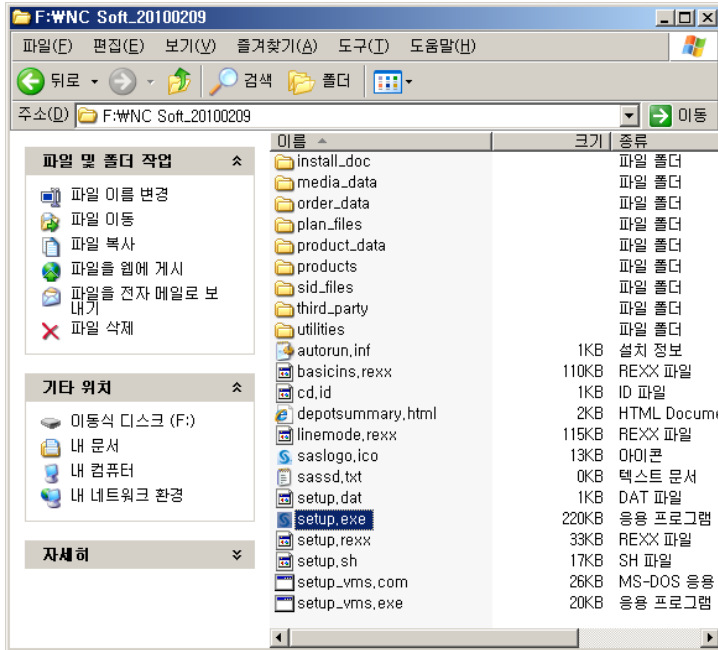 F:\NC Soft_20100209
파일(F) 편집(E) 보기(V) 즐겨찾기(A) 도구(T) 도움말(H)
뒤로 검색 폴더
주소(D) F:\NC Soft_20100209 이동
파일 및 폴더 작업
파일 이름 변경
파일 이동
파일 복사
파일을 웹에 게시
파일을 전자 메일로 보
내기
파일 삭제
기타 위치
이동식 디스크 (F:)
내 문서
내 컴퓨터
내 네트워크 환경
자세히
이름 크기 종류
install_doc 파일 폴더
media_data 파일 폴더
order_data 파일 폴더
plan_files 파일 폴더
product_data 파일 폴더
products 파일 폴더
sid_files 파일 폴더
third_party 파일 폴더
utilities 파일 폴더
autorun.inf 1KB 설치 정보
basicins.rexx 110KB REXX 파일
cd.id 1KB ID 파일
depotsummary.html 2KB HTML Docume
linemode.rexx 115KB REXX 파일
saslogo.ico 13KB 아이콘
sassd.txt 0KB 텍스트 문서
setup.dat 1KB DAT 파일
setup.exe 220KB 응용 프로그램
setup.rexx 33KB REXX 파일
setup.sh 17KB SH 파일
setup_vms.com 26KB MS-DOS 응용
setup_vms.exe 20KB 응용 프로그램